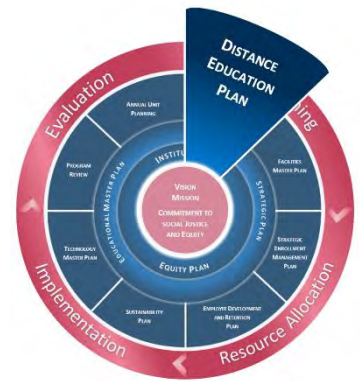 DISTANCE
EDUCATION
PLAN
Evaluation
ANNUAL UNIT
PLANNING
PROGRAM
REVIEW
EDUCATIONAL MASTER PLAN
STRATEGIC PLAN
FACILITIES
MASTER PLAN
VISION
MISSION
COMMITMENT TO
SOCIAL JUSTICE
AND EQUITY
TECHNOLOGY
MASTER PLAN
EQUITY PLAN
STRATEGIC
ENROLLMENT
MANAGEMENT
PLAN
SUSTAINABILITY
PLAN
EMPLOYEE DEVELOPMENT
AND RETENTION
PLAN
Implementation
Resource Allocation